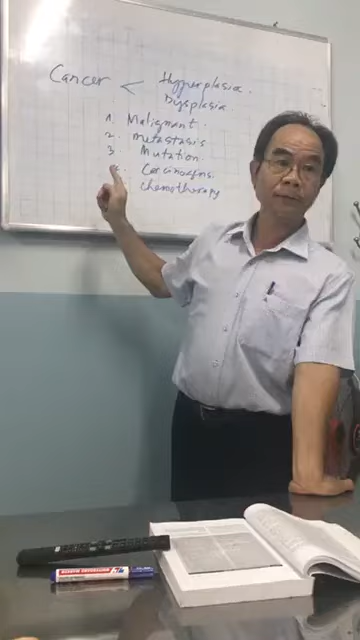 Cancer < Hyperplasia.
Dysplasia
1. Malignant.
2. metastasis
3. Mutation.
Carcinogens.
chemotherapy